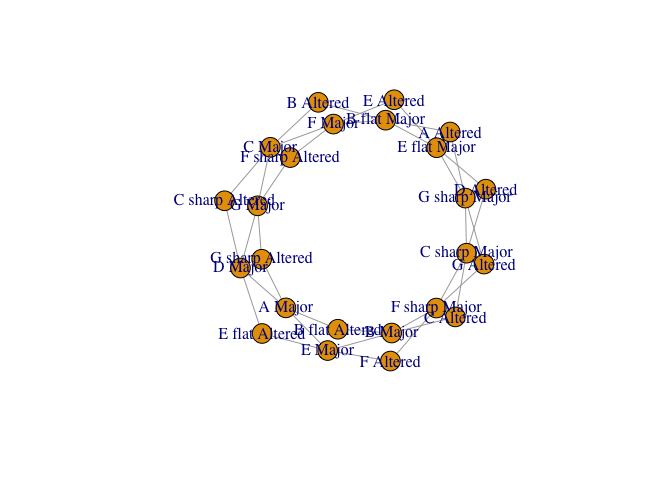 E Altered
B Altered
B flat Major
F Major
A Altered
C Major
E flat Major
F sharp Altered
D Altered
G sharp Major
C sharp Altered
G Major
C sharp Major
G sharp Altered
G Altered
D Major
A Major
F sharp Major
C Altered
B flat Altered
B Major
E flat Altered
E Major
F Altered